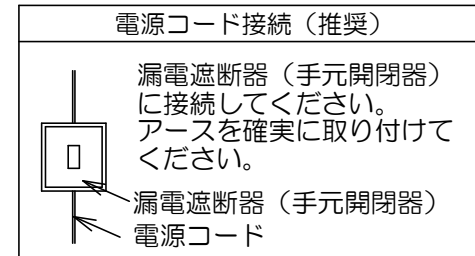 電源コード接続（推奨）
漏電遮断器（手元開閉器）
に接続してください。
アースを確実に取り付けて
ください。
漏電遮断器（手元開閉器）
電源コード